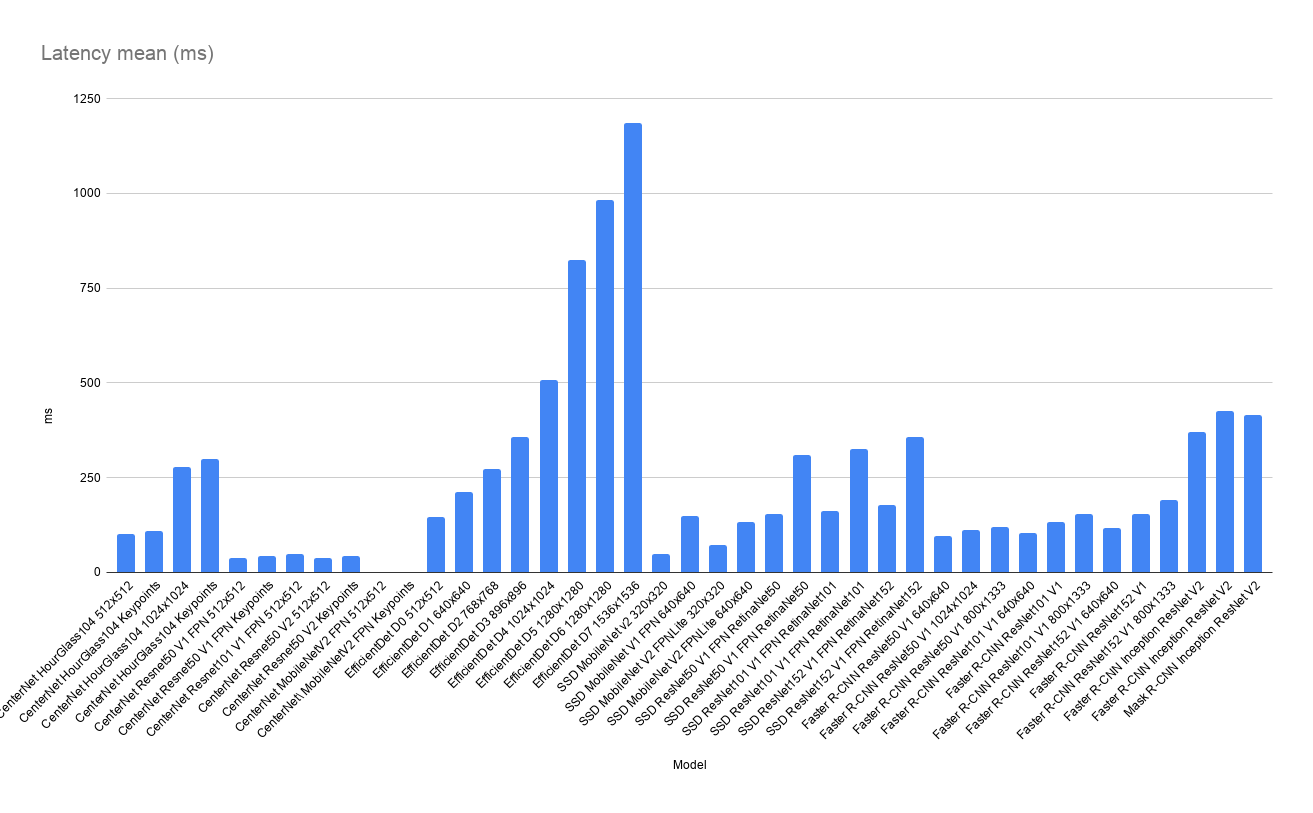 Latency mean (ms)
1250
1000
750
500
250
0
ms
CenterNet HourGlass104 512x512
CenterNet HourGlass104 Keypoints
CenterNet HourGlass104 1024x1024
CenterNet HourGlass104 Keypoints
CenterNet Resnet50 V1 FPN 512x512
CenterNet Resnet50 V1 FPN Keypoints
CenterNet Resnet101 V1 FPN 512x512
CenterNet Resnet50 V2 512x512
CenterNet Resnet50 V2 Keypoints
CenterNet MobileNetV2 FPN 512x512
CenterNet MobileNetV2 FPN Keypoints
EfficientDet D0 512x512
EfficientDet D1 640x640
EfficientDet D2 768x768
EfficientDet D3 896x896
EfficientDet D4 1024x1024
EfficientDet D5 1280x1280
EfficientDet D6 1280x1280
EfficientDet D7 1536x1536
SSD MobileNet v2 320x320
SSD MobileNet V1 FPN 640x640
SSD MobileNet V2 FPNLite 320x320
SSD MobileNet V2 FPNLite 640x640
SSD ResNet50 V1 FPN RetinaNet50
SSD ResNet50 V1 FPN RetinaNet50
SSD ResNet101 V1 FPN RetinaNet101
SSD ResNet101 V1 FPN RetinaNet101
SSD ResNet152 V1 FPN RetinaNet152
SSD ResNet152 V1 FPN RetinaNet152
Faster R-CNN ResNet50 V1 640x640
Faster R-CNN ResNet50 V1 1024x1024
Faster R-CNN ResNet50 V1 800x1333
Faster R-CNN ResNet101 V1 640x640
Faster R-CNN ResNet101 V1
Faster R-CNN ResNet101 V1 800x1333
Faster R-CNN ResNet152 V1 640x640
Faster R-CNN ResNet152 V1
Faster R-CNN ResNet152 V1 800x1333
Faster R-CNN Inception ResNet V2
Faster R-CNN Inception ResNet V2
Mask R-CNN Inception ResNet V2
Model